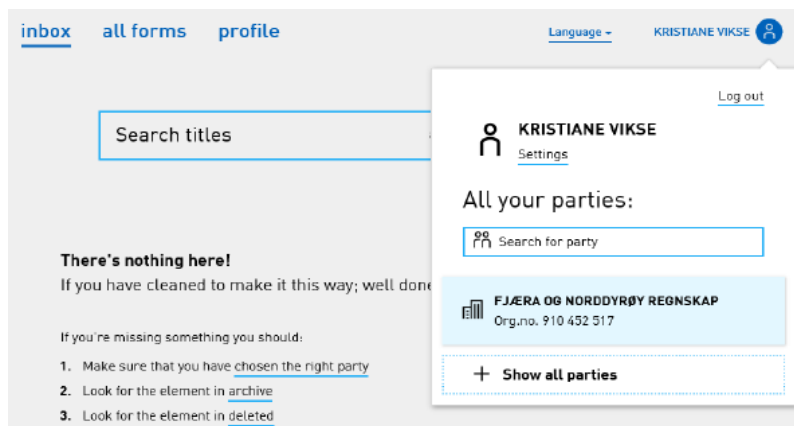 inbox all forms profile Language KRISTIANE VIKSE
Log out
KRISTIANE VIKSE
Settings
All your parties:
Search for party
FJÆRA OG NORDDYRØY REGNSKAP
Org.no. 910 452 517
+ Show all parties
Search titles
There's nothing here!
If you have cleaned to make it this way; well done
If you're missing something you should:
1. Make sure that you have chosen the right party
2. Look for the element in archive
3. Look for the element in deleted